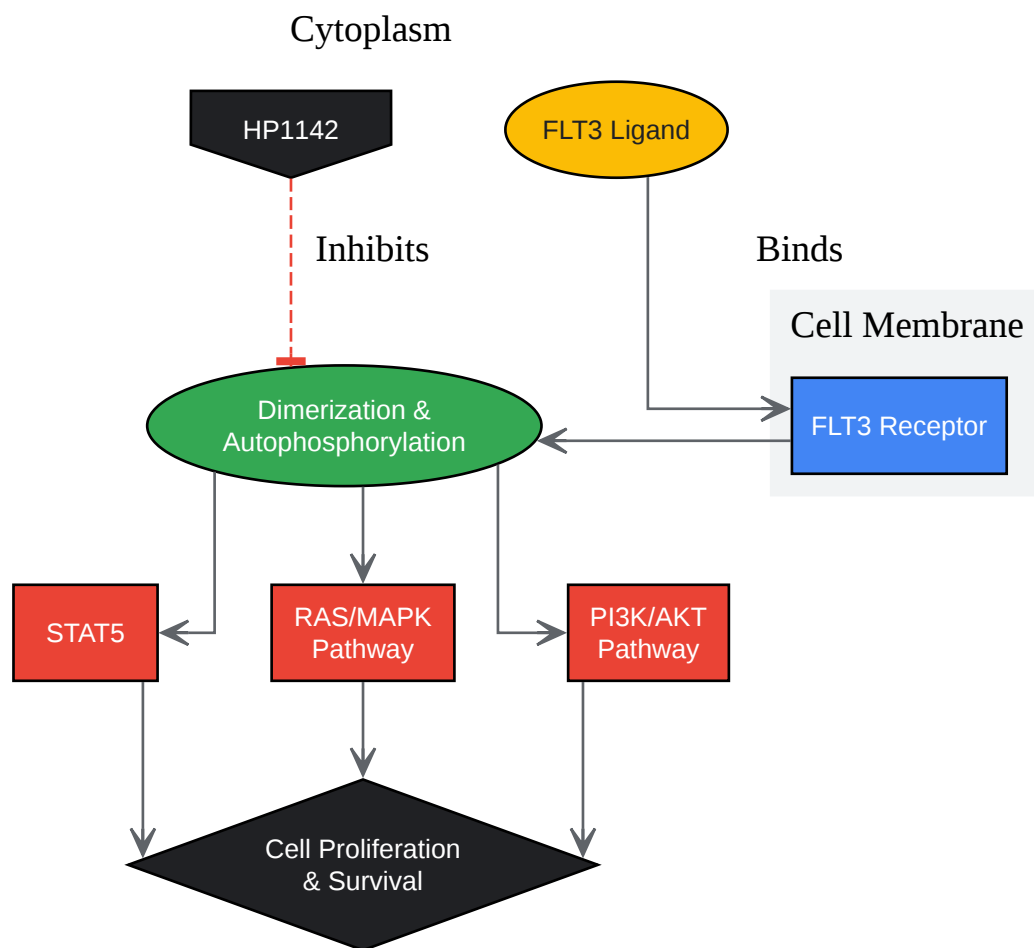 Cytoplasm
HP1142
FLT3 Ligand
Inhibits
Binds
Cell Membrane
Dimerization &
Autophosphorylation
FLT3 Receptor
STAT5
RAS/MAPK
Pathway
PI3K/AKT
Pathway
Cell Proliferation
& Survival